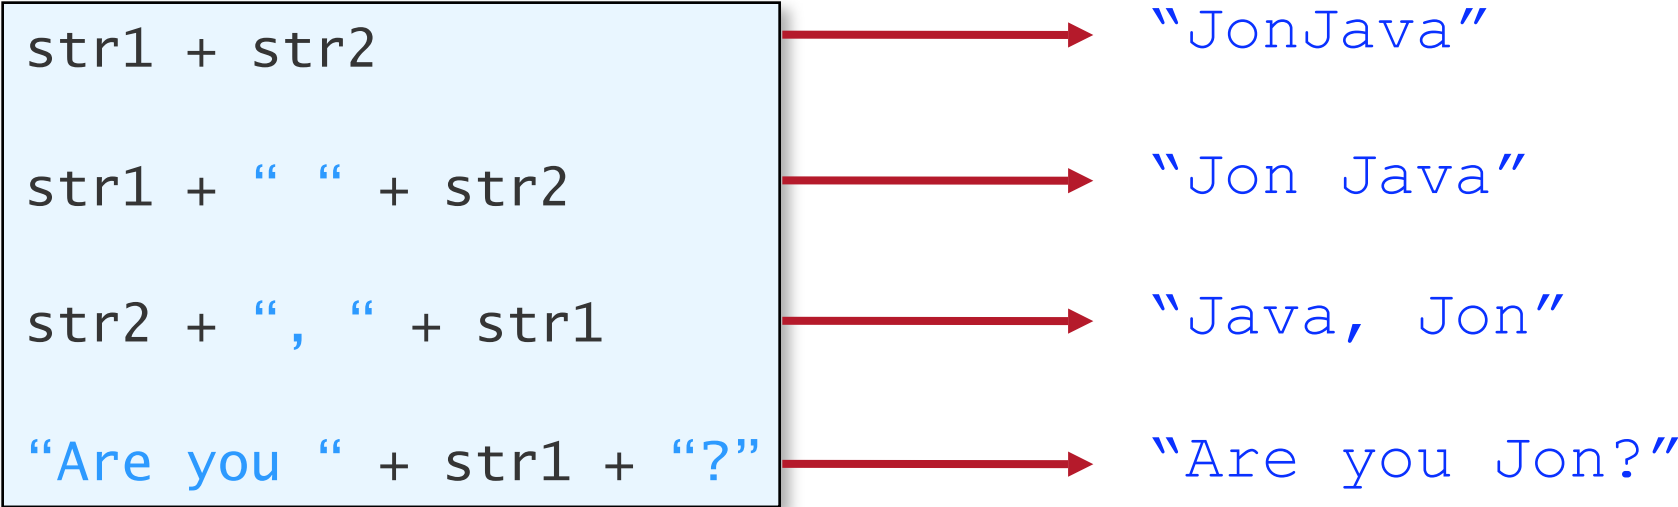 str1 + str2 “JonJava”
str1 + “ “ + str2 “Jon Java”
str2 + “, “ + str1 “Java, Jon”
“Are you “ + str1 + “?” “Are you Jon?”